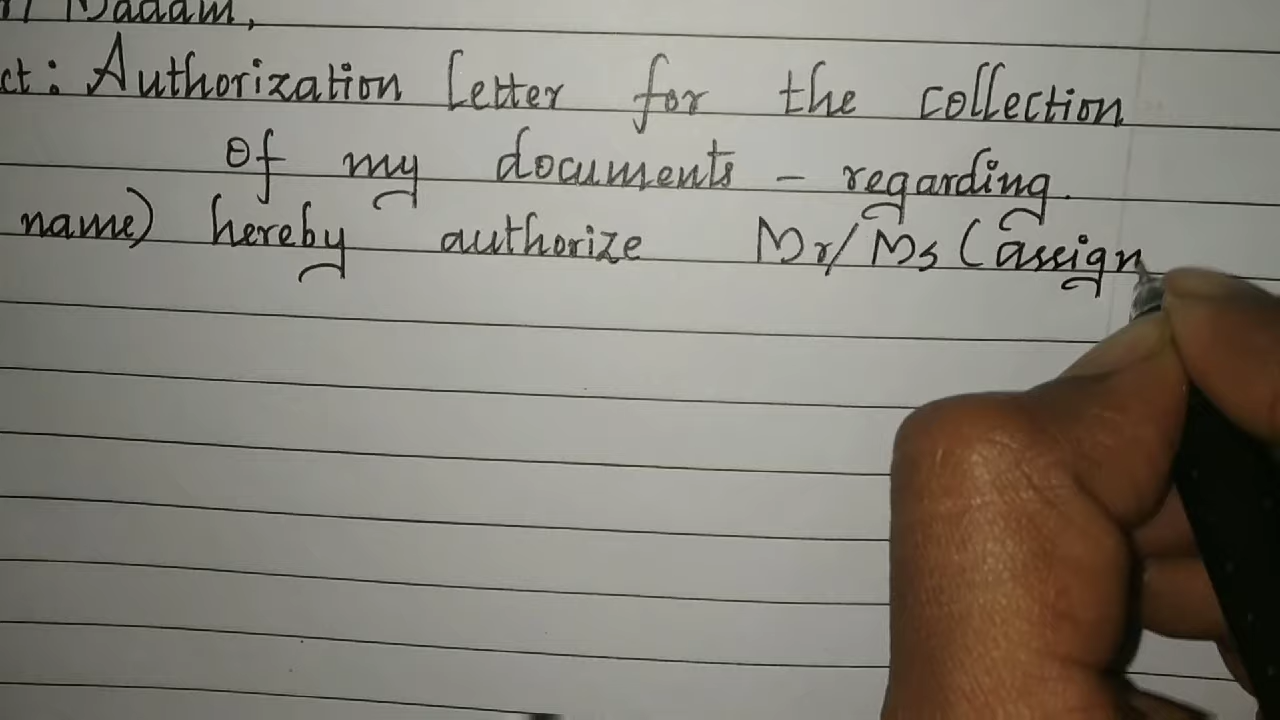 Madam,
ct: Authorization letter for the collection
of my documents - regarding.
name) hereby authorize Mr/Ms (assign